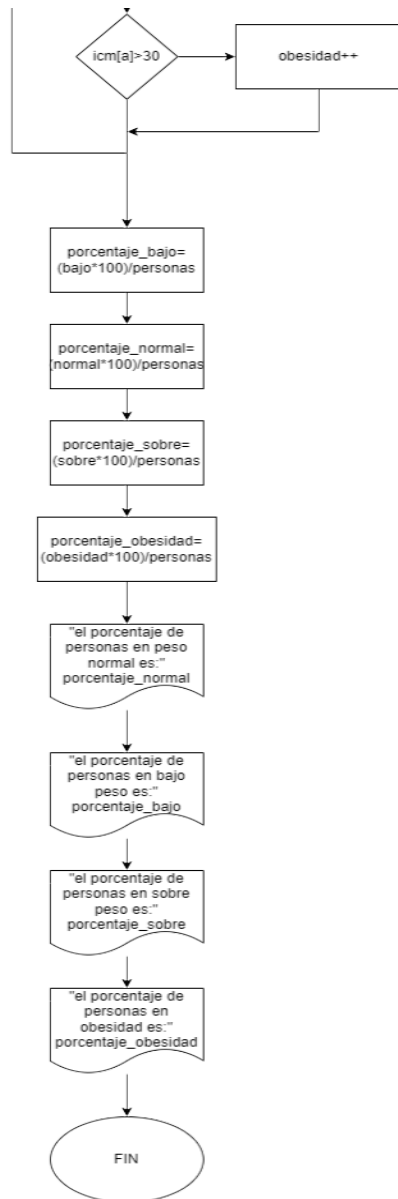 icm[a]>30
obesidad++
porcentaje_bajo=
(bajo*100)/personas
porcentaje_normal=
(normal*100)/personas
porcentaje_sobre=
(sobre*100)/personas
porcentaje_obesidad=
(obesidad*100)/personas
"el porcentaje de
personas en peso
normal es:"
porcentaje_normal
"el porcentaje de
personas en bajo
peso es:"
porcentaje_bajo
"el porcentaje de
personas en sobre
peso es:"
porcentaje_sobre
"el porcentaje de
personas en
obesidad es:"
porcentaje_obesidad
FIN